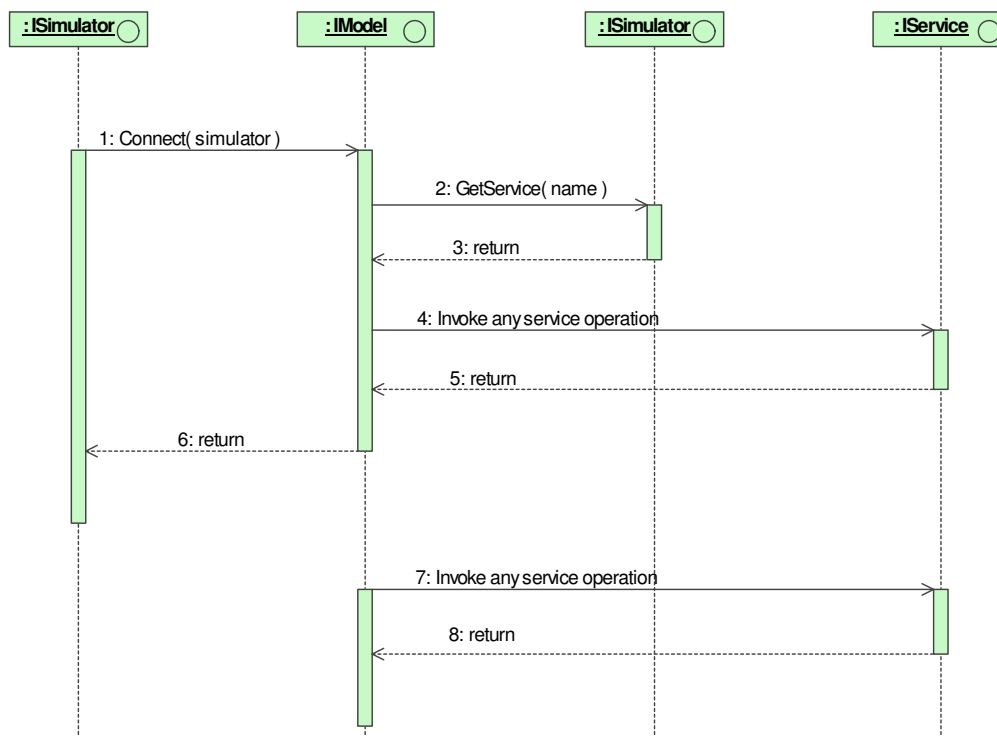 : ISimulator
: IModel
: ISimulator
: IService
1: Connect( simulator )
2: GetService( name )
3: return
4: Invoke any service operation
5: return
6: return
7: Invoke any service operation
8: return